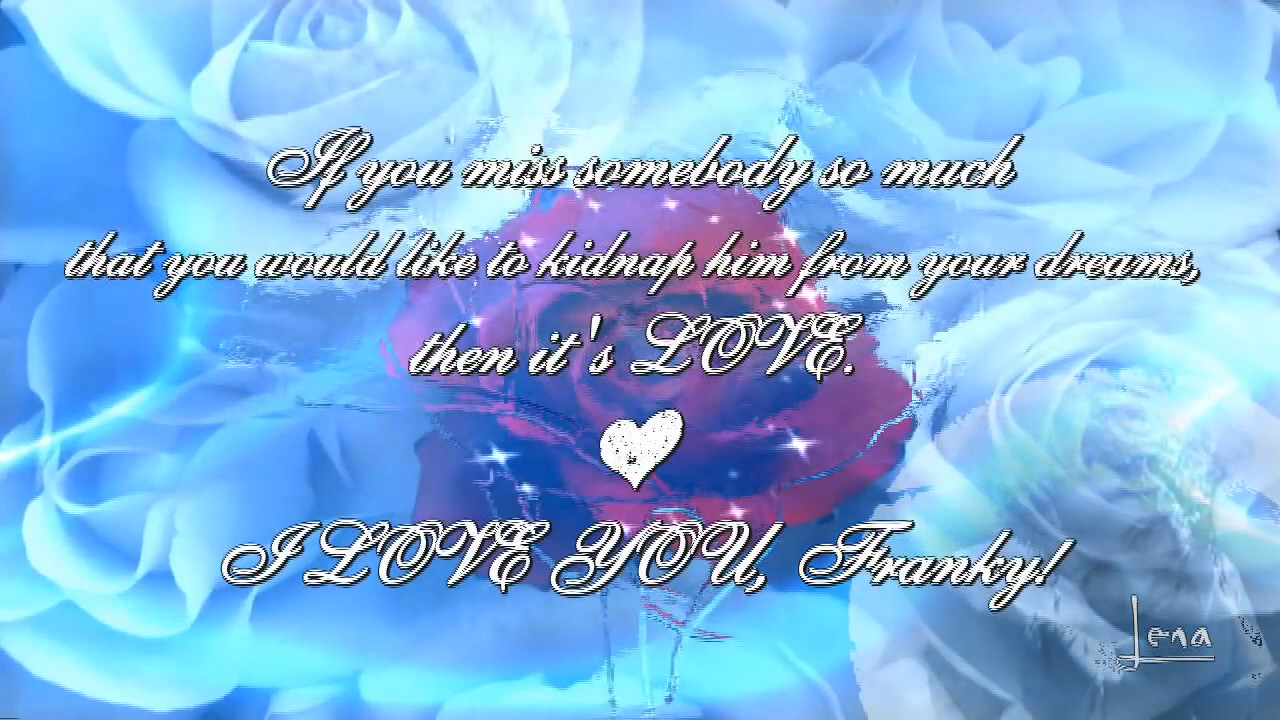 If you miss somebody so much
that you would like to kidnap him from your dreams,
then it's LOVE.
I LOVE YOU, Franky!
Lena